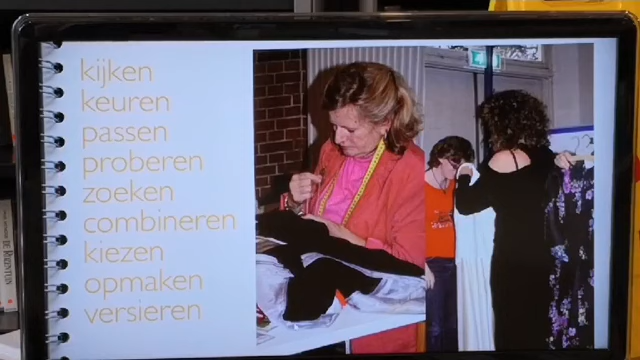 kijken
keuren
passen
proberen
zoeken
combineren
kiezen
opmaken
versieren